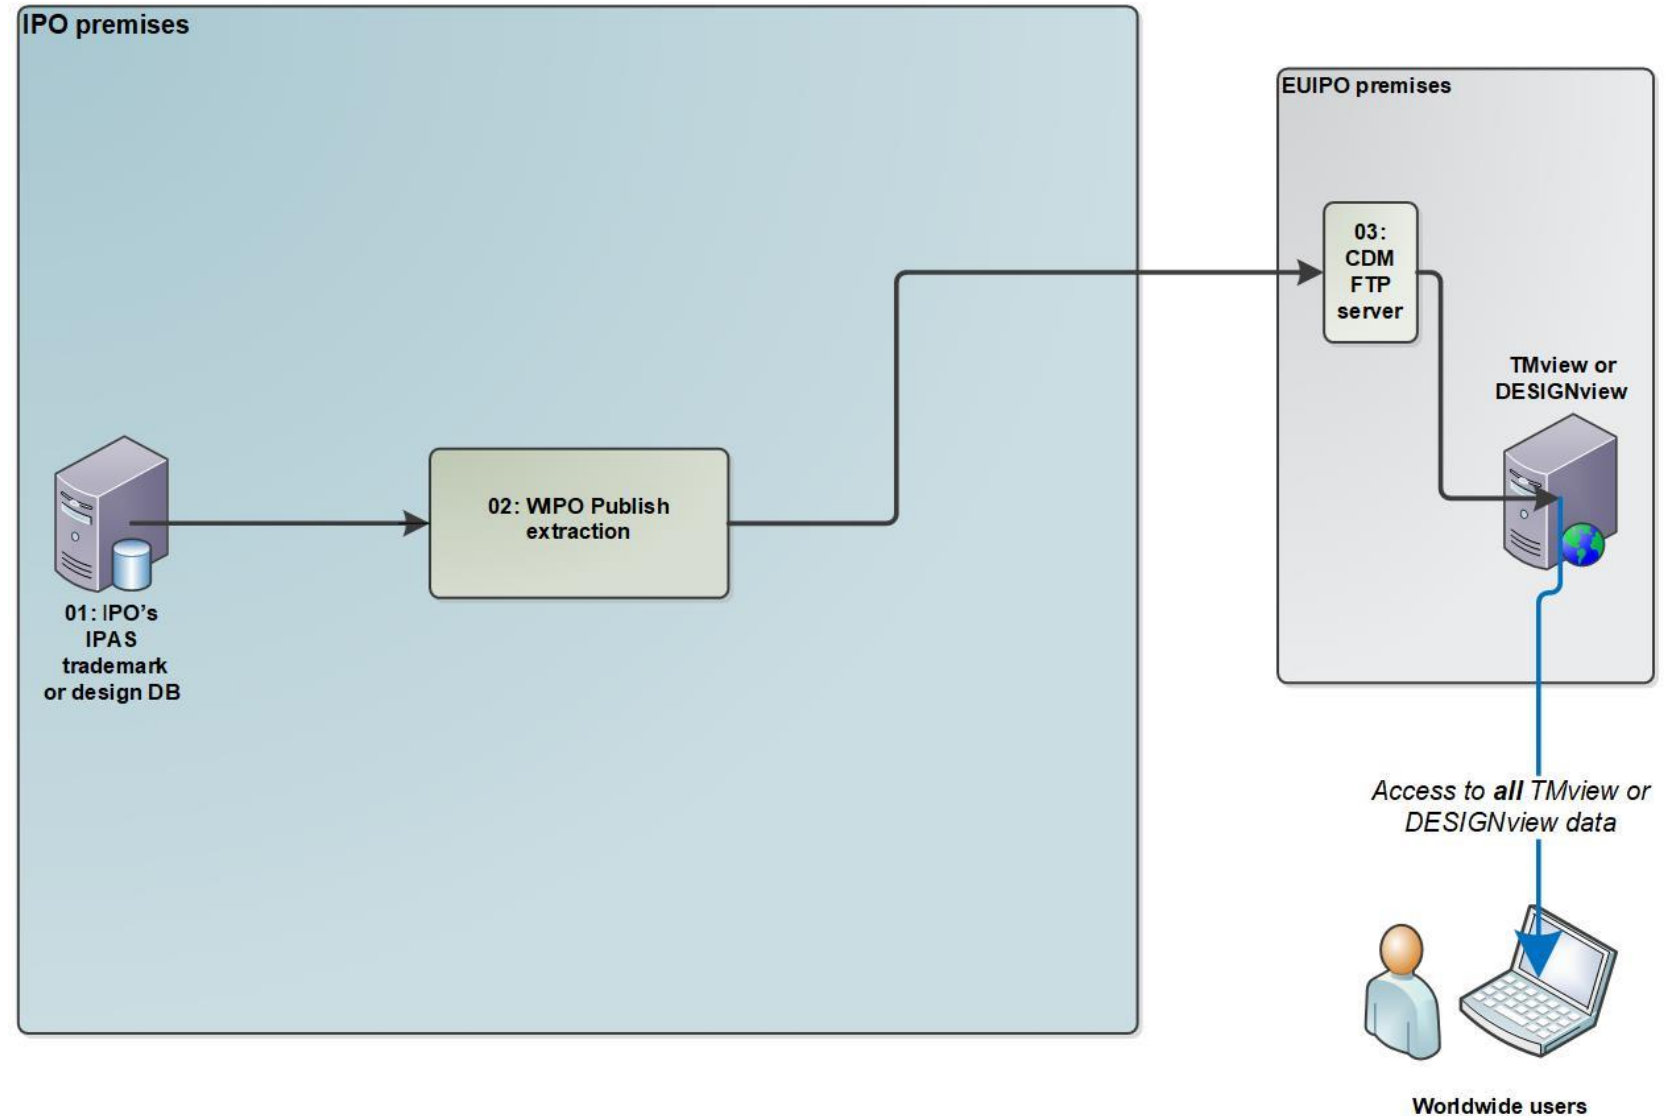 IPO premises
EUIPO premises
03:
CDM
FTP
server
TMview or
DESIGNview
02: WIPO Publish
extraction
01: IPO's
IPAS
trademark
or design DB
Access to all TMview or
DESIGNview data
Worldwide users